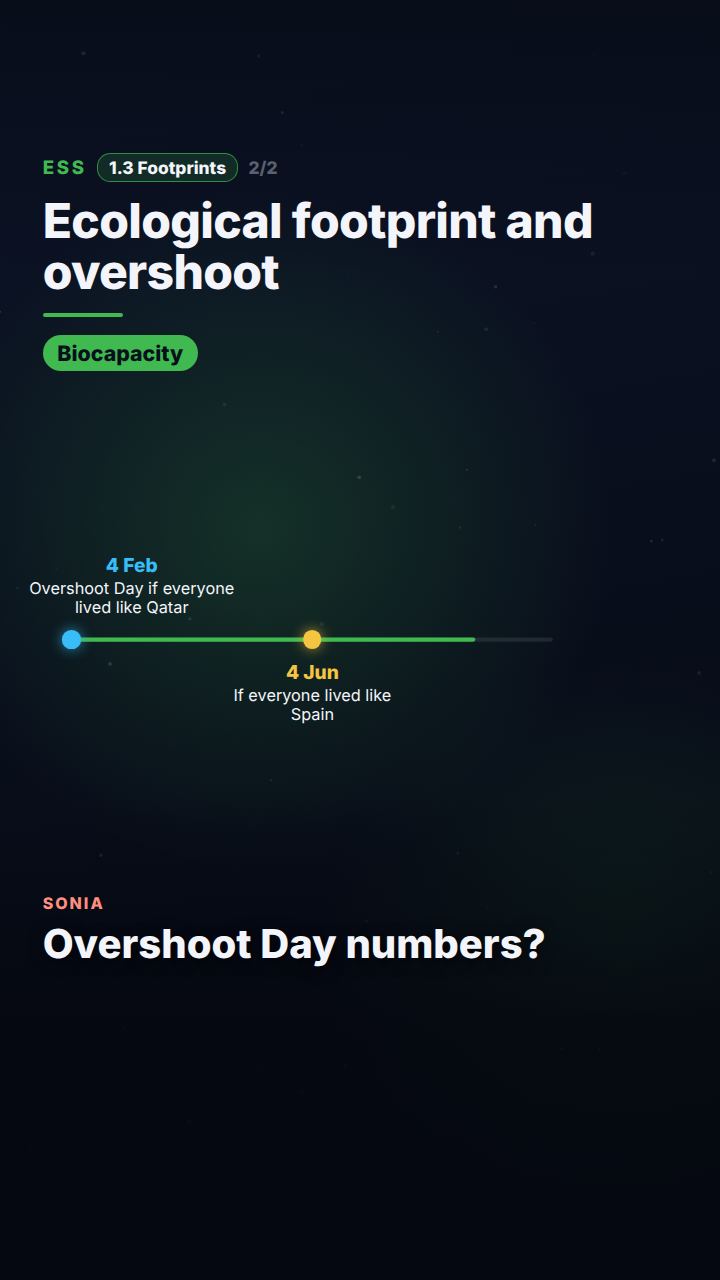 ESS 1.3 Footprints 2/2
Ecological footprint and
overshoot
Biocapacity
4 Feb
Overshoot Day if everyone
lived like Qatar
4 Jun
If everyone lived like
Spain
SONIA
Overshoot Day numbers?